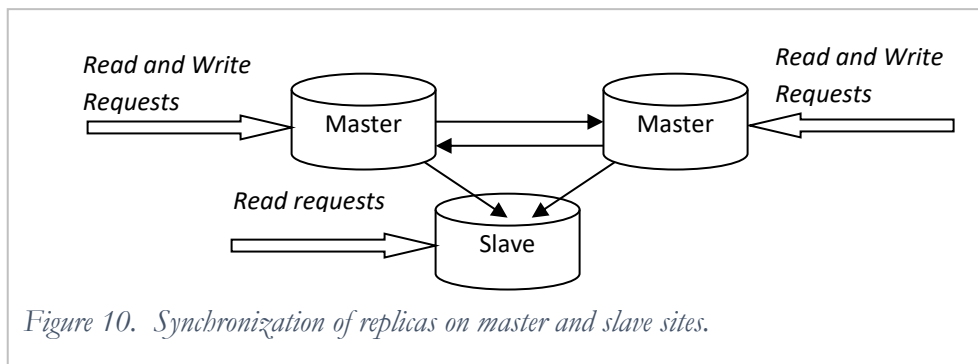 Read and Write
Requests
Read and Write
Requests
Master
Master
Read requests
Slave
Figure 10. Synchronization of replicas on master and slave sites.